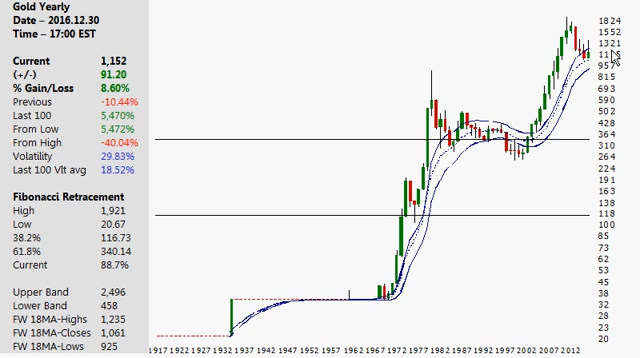 Gold Yearly
Date – 2016.12.30
Time – 17:00 EST
Current 1,152
(+/-) 91.20
% Gain/Loss 8.60%
Previous -10.44%
Last 100 5,470%
From Low 5,472%
From High -40.04%
Volatility 29.83%
Last 100 Vlt avg 18.52%
Fibonacci Retracement
High 1,921
Low 20.67
38.2% 116.73
61.8% 340.14
Current 88.7%
Upper Band 2,496
Lower Band 458
FW 18MA-Highs 1,235
FW 18MA-Closes 1,061
FW 18MA-Lows 925
1824
1552
1321
957
815
693
590
502
428
364
310
264
224
191
163
138
118
100
85
73
62
53
45
38
32
28
23
20
1917 1922 1927 1932 1937 1942 1947 1952 1957 1962 1967 1972 1977 1982 1987 1992 1997 2002 2007 2012